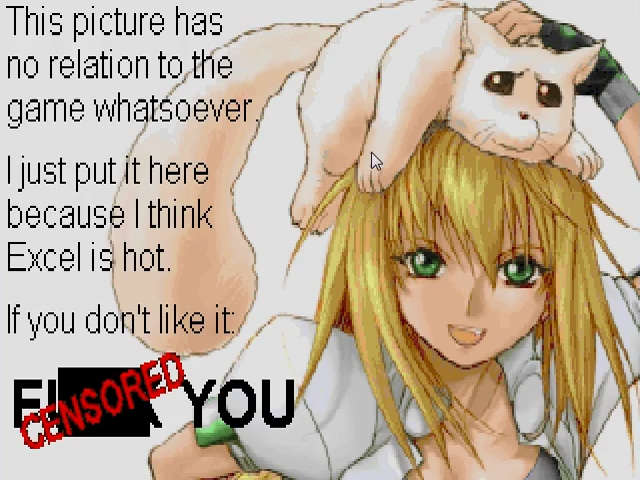 This picture has
no relation to the
game whatsoever.
I just put it here
because I think
Excel is hot.
If you don't like it:
CENSORED
YOU